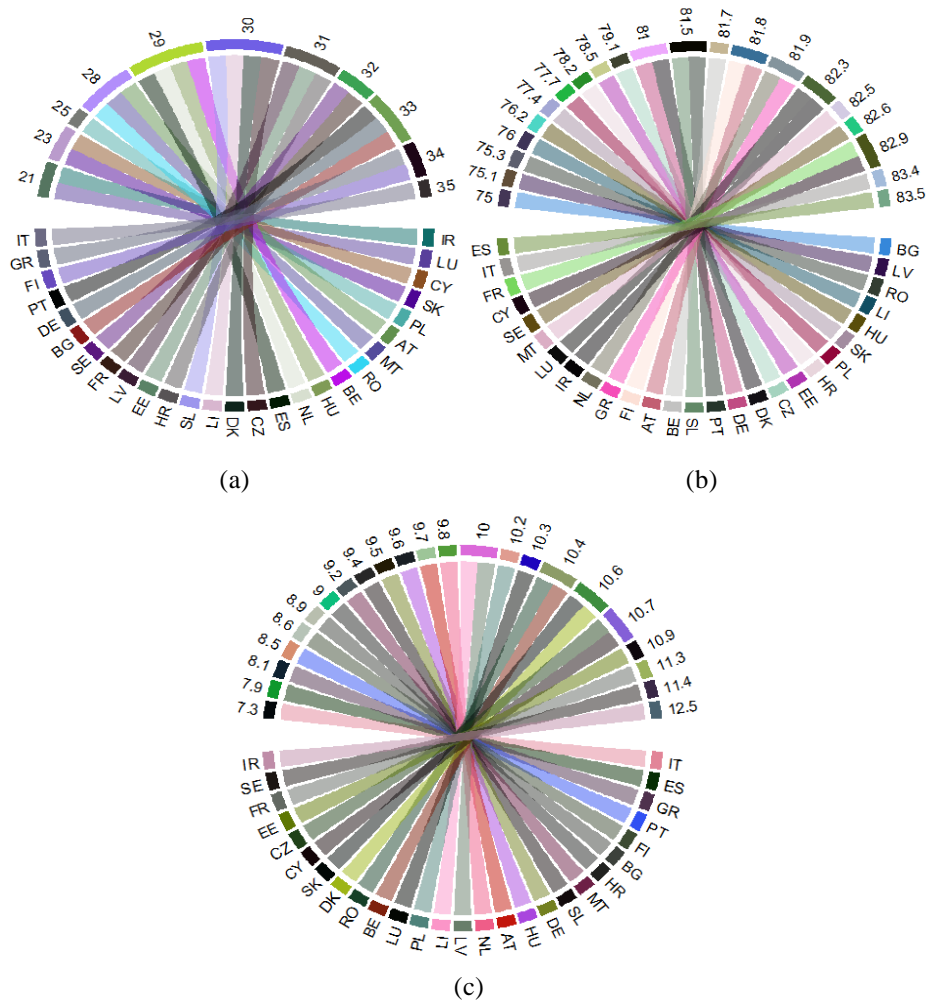 21
23
25
28
29
30
31
32
33
34
35
IT
GR
FI
PT
DE
BG
SE
FR
LV
EE
HR
SL
LI
DK
CZ
ES
NL
HU
BE
RO
MT
AT
PL
SK
CY
LU
IR
(a)
75
75.1
75.3
76
76.2
77.4
77.7
78.2
78.5
79.1
81
81.5
81.7
81.8
81.9
82.3
82.5
82.6
82.9
83.4
83.5
ES
IT
FR
CY
SE
MT
LU
IR
NL
GR
FI
AT
BE
SL
PT
DE
DK
CZ
EE
HR
PL
SK
HU
LI
RO
LV
BG
(b)
7.3
7.9
8.1
8.5
8.6
8.9
9
9.2
9.4
9.5
9.6
9.7
9.8
10
10.2
10.3
10.4
10.6
10.7
10.9
11.3
11.4
12.5
IR
SE
FR
EE
CZ
CY
SK
DK
RO
BE
LU
PL
LI
LV
NL
AT
HU
DE
SL
MT
HR
BG
FI
PT
GR
ES
IT
(c)